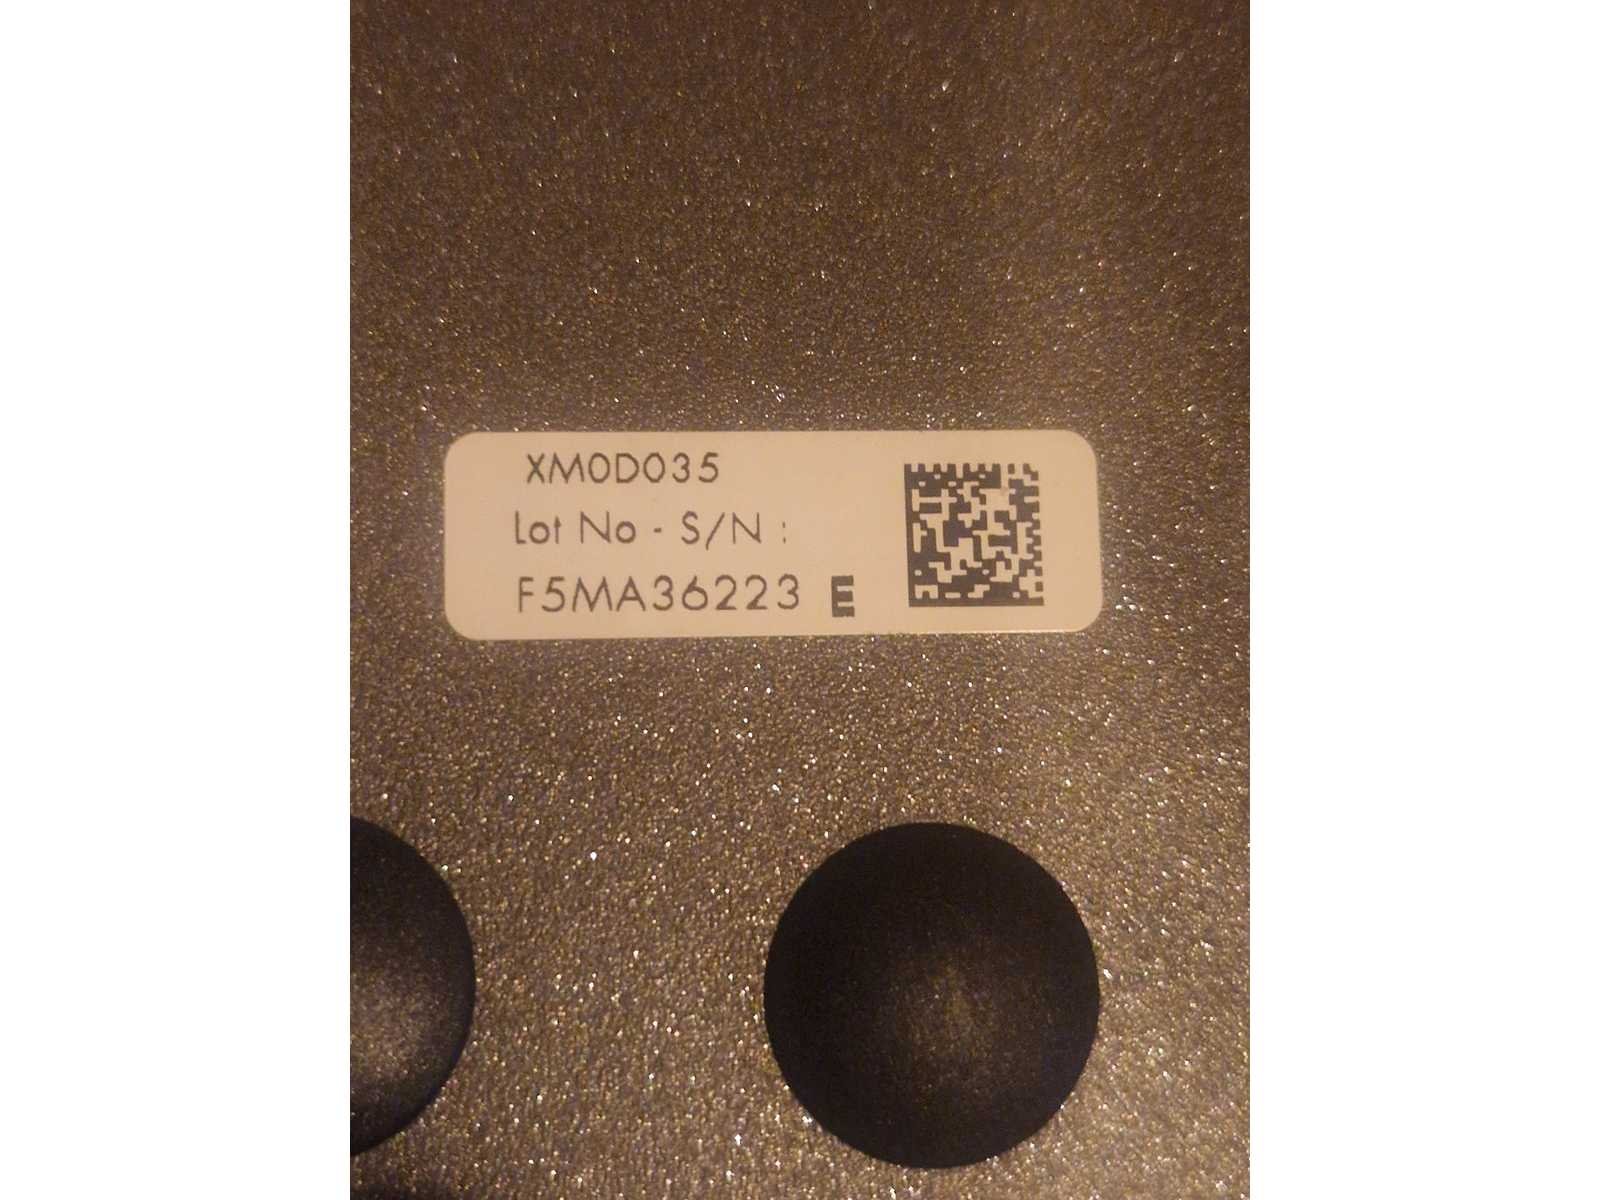 XM0D035
Lot No - S/N :
F5MA36223 E